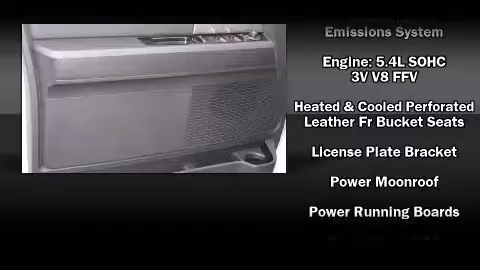 Emissions System
Engine: 5.4L SOHC
3V V8 FFV
Heated & Cooled Perforated
Leather Fr Bucket Seats
License Plate Bracket
Power Moonroof
Power Running Boards